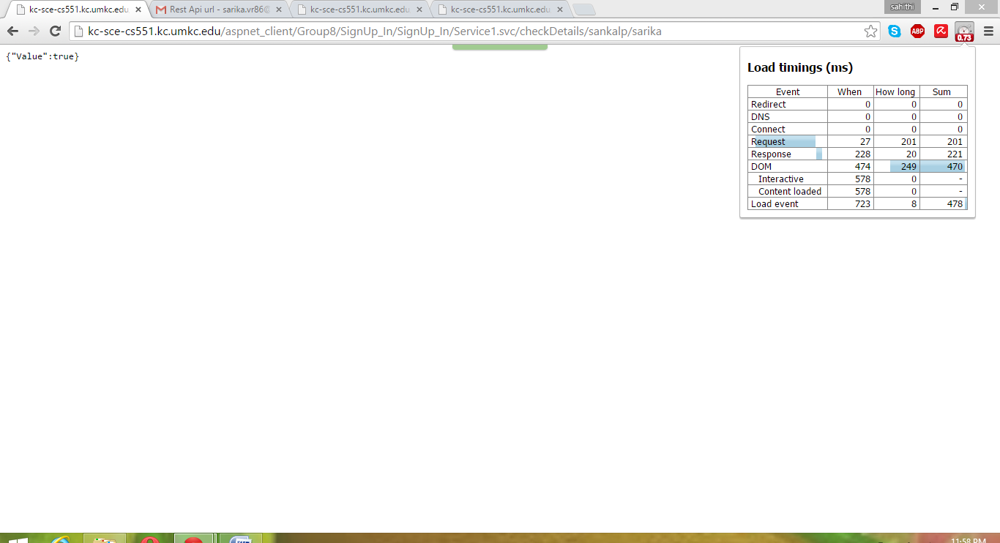 kc-sce-cs551.kc.umkc.edu
Rest Api url - sarika.vr86@
kc-sce-cs551.kc.umkc.edu
kc-sce-cs551.kc.umkc.edu
sahithi
kc-sce-cs551.kc.umkc.edu/aspnet_client/Group8/SignUp_In/SignUp_In/Service1.svc/checkDetails/sankalp/sarika
ABP
0.73
{"Value":true}
Load timings (ms)
Event When How long Sum
Redirect 0 0 0
DNS 0 0 0
Connect 0 0 0
Request 27 201 201
Response 228 20 221
DOM 474 249 470
Interactive 578 0 -
Content loaded 578 0 -
Load event 723 8 478
11:58 PM